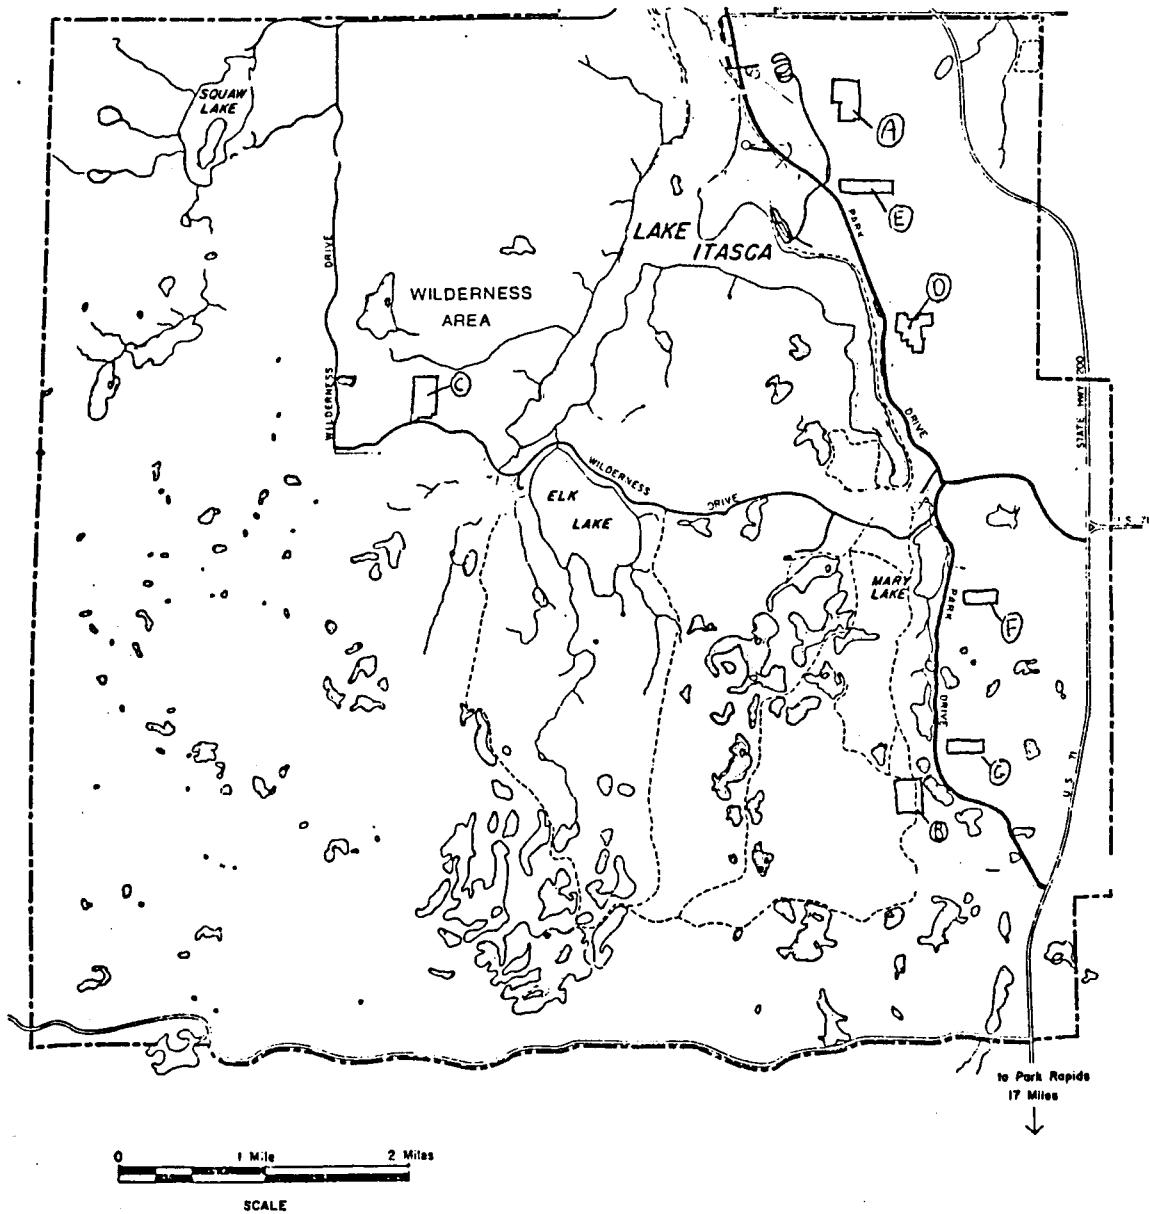 SQUAW
LAKE
A
E
PARK
LAKE
ITASCA
DRIVE
WILDERNESS
AREA
D
WILDERNESS
C
STATE HWY 200
DRIVE
WILDERNESS
DRIVE
ELK
LAKE
U.S. 71
MARY
LAKE
PARK
F
DRIVE
G
U.S. 71
B
to Park Rapids
17 Miles
0 1 Mile 2 Miles
SCALE